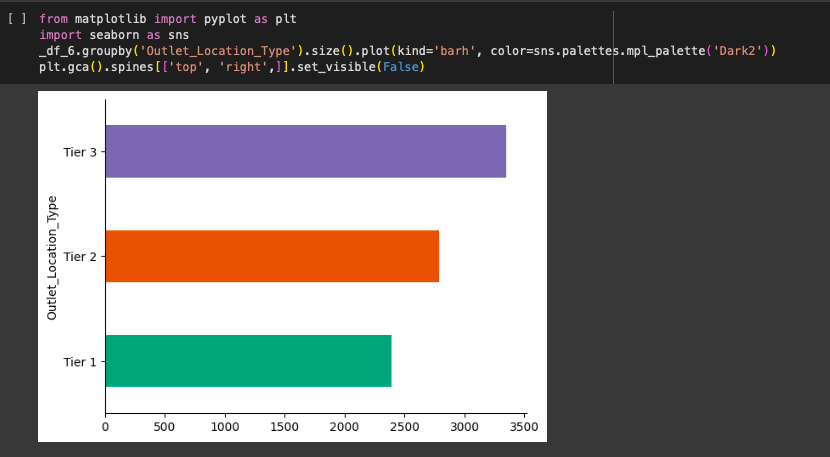 [ ] from matplotlib import pyplot as plt
import seaborn as sns
_df_6.groupby('Outlet_Location_Type').size().plot(kind='barh', color=sns.palettes.mpl_palette('Dark2'))
plt.gca().spines[['top', 'right',]].set_visible(False)
Tier 3
Outlet_Location_Type
Tier 2
Tier 1
0 500 1000 1500 2000 2500 3000 3500